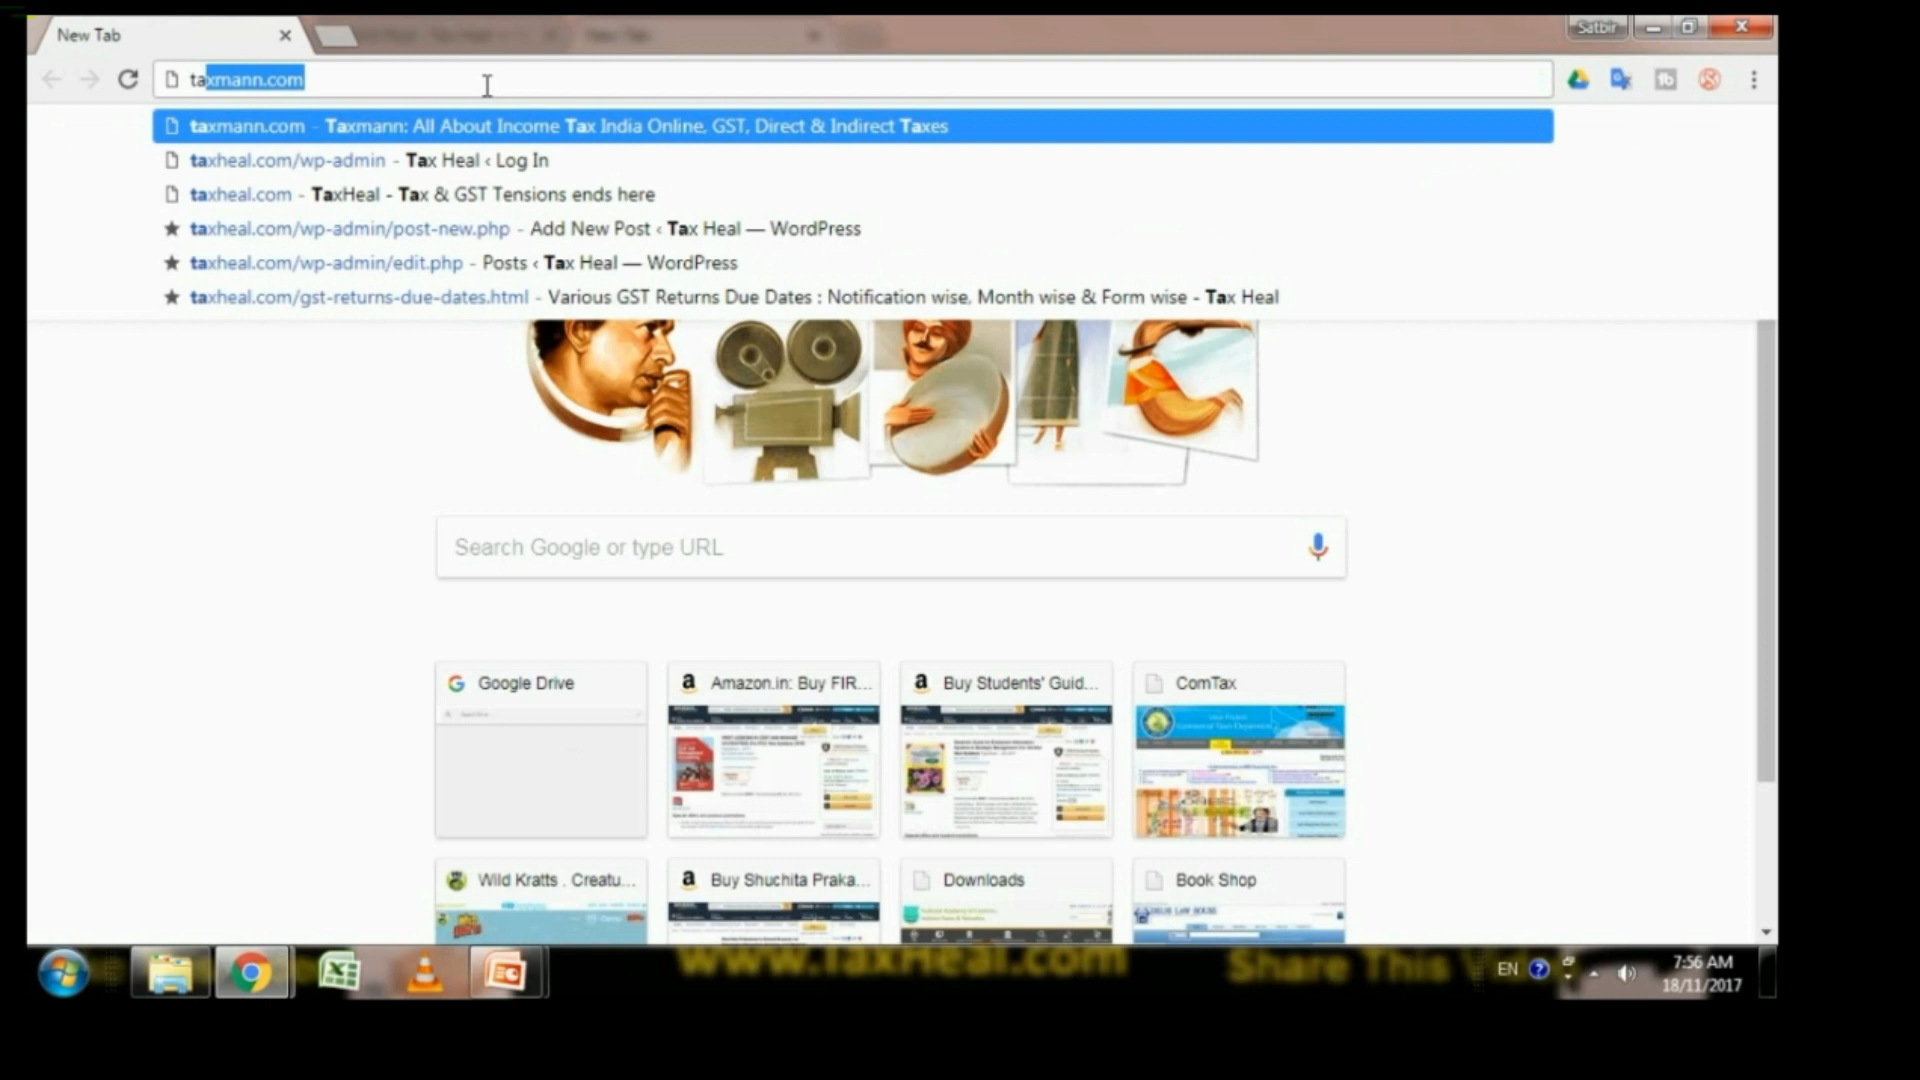 New Tab
Satbir
taxmann.com
taxmann.com - Taxmann: All About Income Tax India Online, GST, Direct & Indirect Taxes
taxheal.com/wp-admin - Tax Heal ‹ Log In
taxheal.com - TaxHeal - Tax & GST Tensions ends here
taxheal.com/wp-admin/post-new.php - Add New Post ‹ Tax Heal — WordPress
taxheal.com/wp-admin/edit.php - Posts ‹ Tax Heal — WordPress
taxheal.com/gst-returns-due-dates.html - Various GST Returns Due Dates : Notification wise, Month wise & Form wise - Tax Heal
Search Google or type URL
Google Drive
Amazon.in: Buy FIR...
Buy Students' Guid...
ComTax
Wild Kratts . Creatu...
Buy Shuchita Praka...
Downloads
Book Shop
www.TaxHeal.com
Share This
EN
7:56 AM
18/11/2017